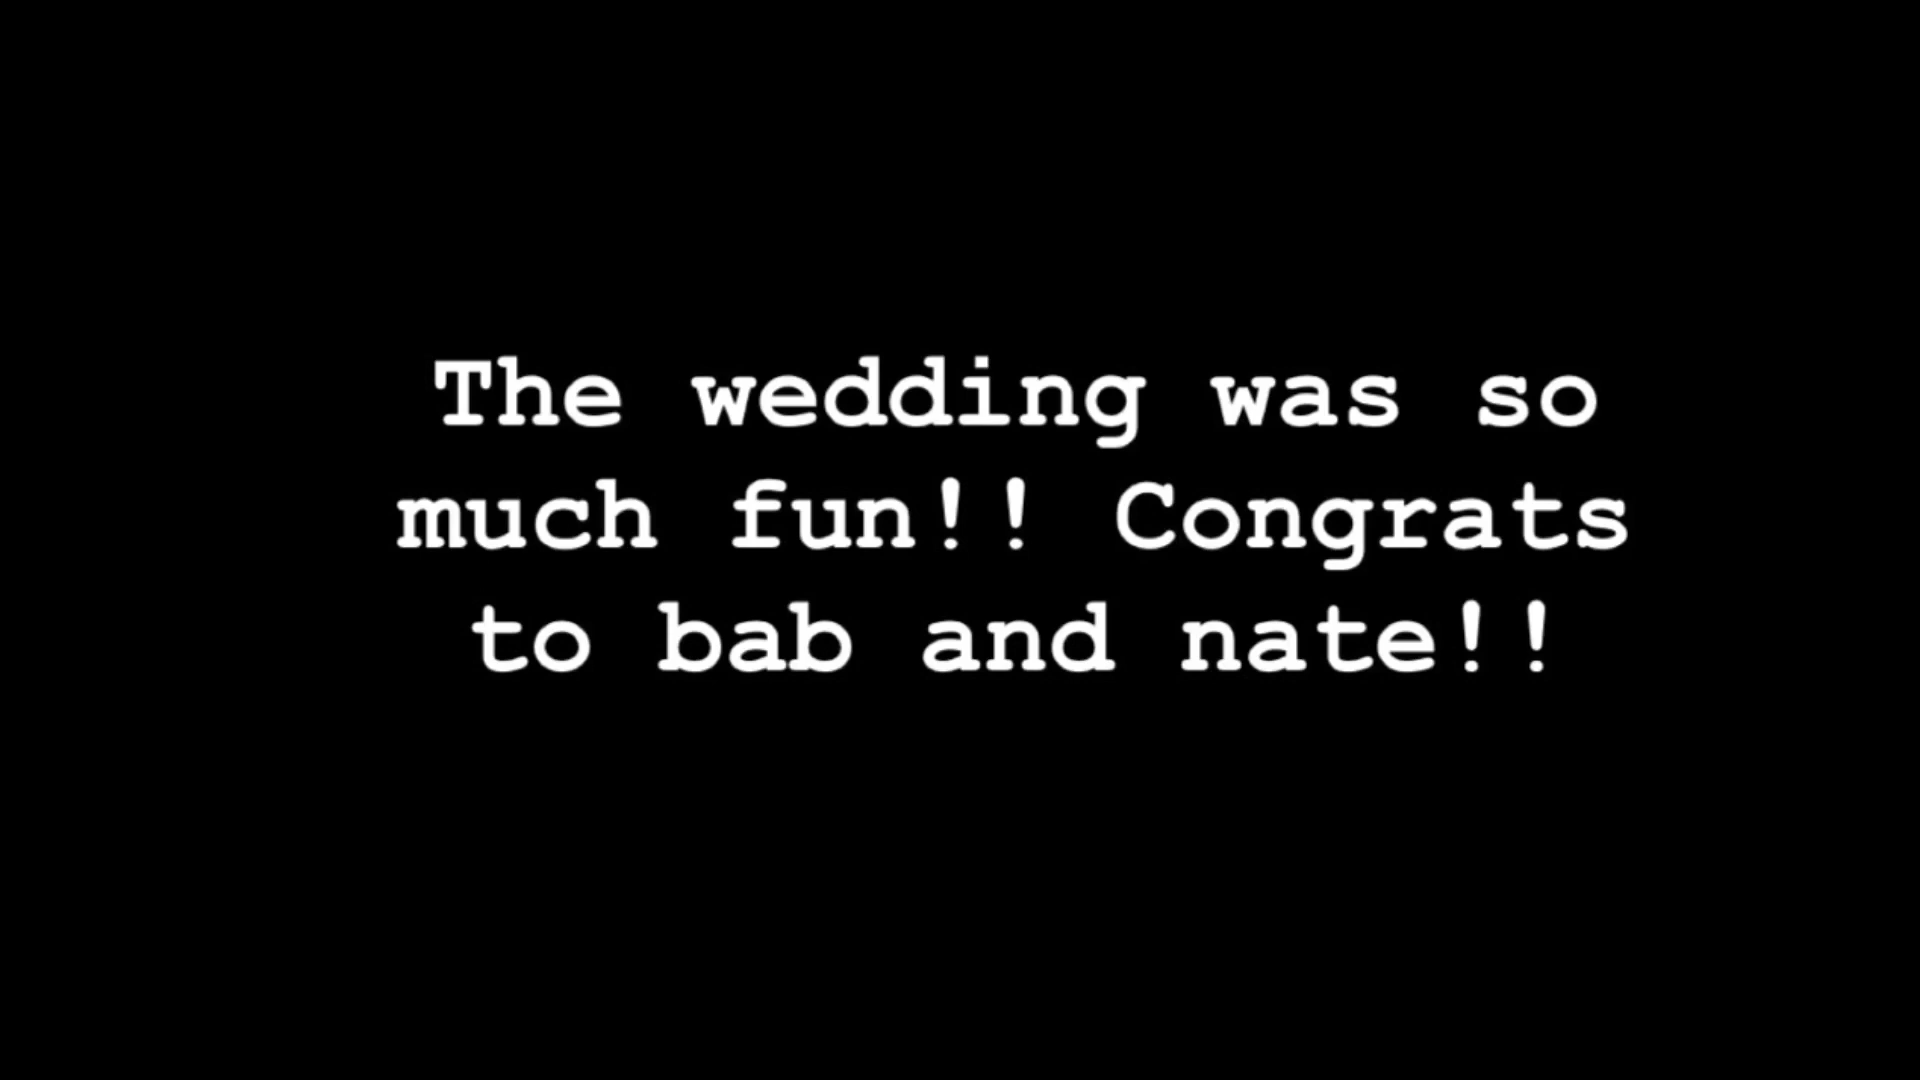 The wedding was so
much fun!! Congrats
to bab and nate!!